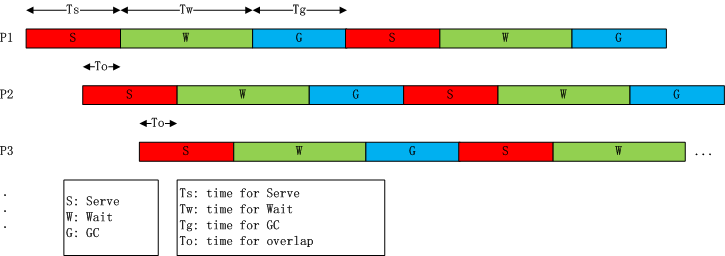 Ts Tw Tg
P1 S W G S W G
To
P2 S W G S W G
To
P3 S W G S W ...
.
.
.
S: Serve
W: Wait
G: GC
Ts: time for Serve
Tw: time for Wait
Tg: time for GC
To: time for overlap